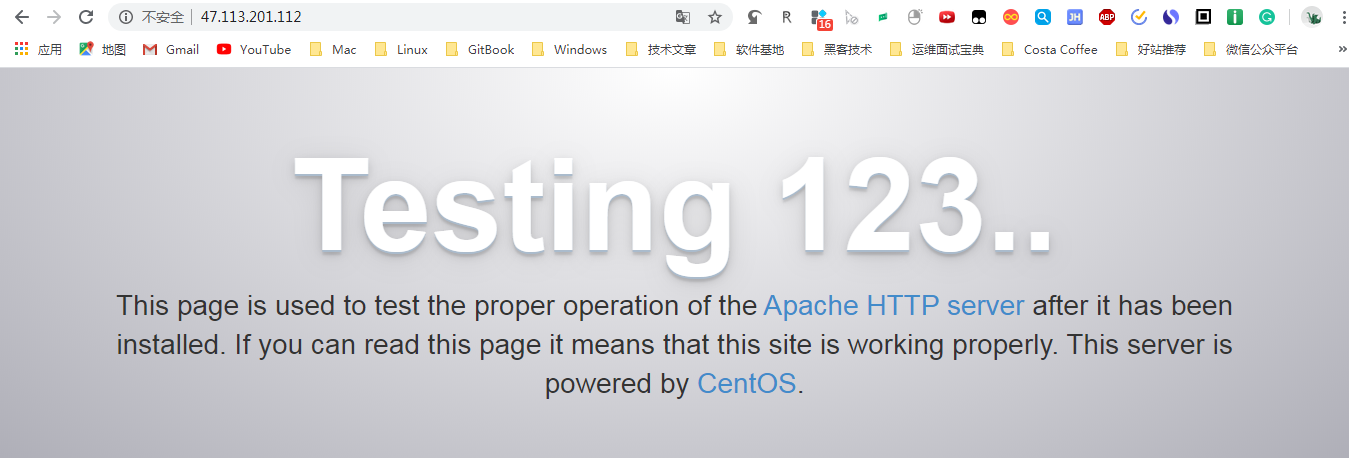 不安全 47.113.201.112
16 JH ABP
应用 地图 Gmail YouTube Mac Linux GitBook Windows 技术文章 软件基地 黑客技术 运维面试宝典 Costa Coffee 好站推荐 微信公众平台 »
Testing 123..
This page is used to test the proper operation of the Apache HTTP server after it has been
installed. If you can read this page it means that this site is working properly. This server is
powered by CentOS.